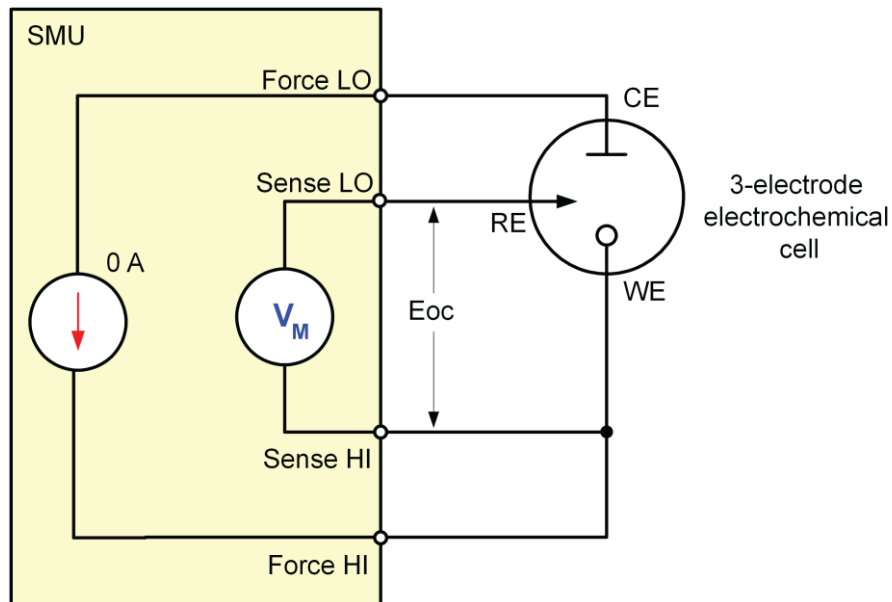 SMU
Force LO
CE
Sense LO
RE
3-electrode
electrochemical
cell
0 A
VM
Eoc
WE
Sense HI
Force HI